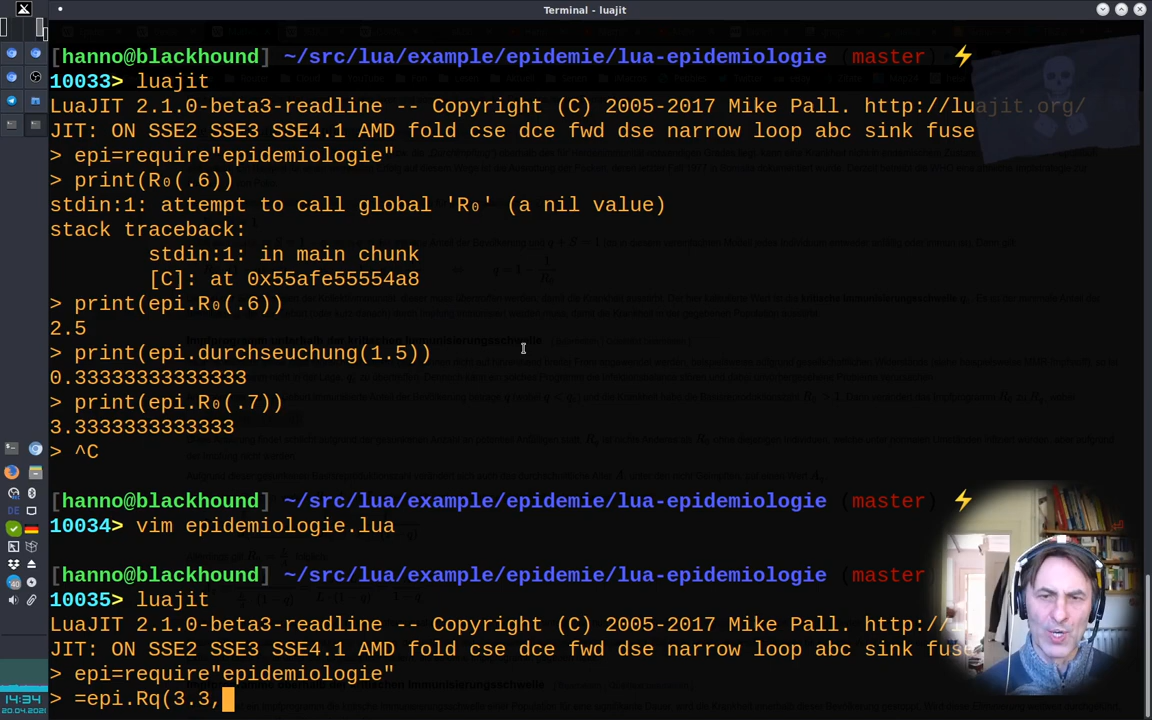 Terminal - luajit
[hanno@blackhound] ~/src/lua/example/epidemie/lua-epidemiologie (master) ⚡
10033> luajit
LuaJIT 2.1.0-beta3-readline -- Copyright (C) 2005-2017 Mike Pall. http://luajit.org/
JIT: ON SSE2 SSE3 SSE4.1 AMD fold cse dce fwd dse narrow loop abc sink fuse
> epi=require"epidemiologie"
> print(R₀(.6))
stdin:1: attempt to call global 'R₀' (a nil value)
stack traceback:
stdin:1: in main chunk
[C]: at 0x55afe55554a8
> print(epi.R₀(.6))
2.5
> print(epi.durchseuchung(1.5))
0.33333333333333
> print(epi.R₀(.7))
3.3333333333333
> ^C
[hanno@blackhound] ~/src/lua/example/epidemie/lua-epidemiologie (master) ⚡
10034> vim epidemiologie.lua
[hanno@blackhound] ~/src/lua/example/epidemie/lua-epidemiologie (master)
10035> luajit
LuaJIT 2.1.0-beta3-readline -- Copyright (C) 2005-2017 Mike Pall. http://
JIT: ON SSE2 SSE3 SSE4.1 AMD fold cse dce fwd dse narrow loop abc sink fuse
> epi=require"epidemiologie"
> =epi.Rq(3.3,
DE
14:34